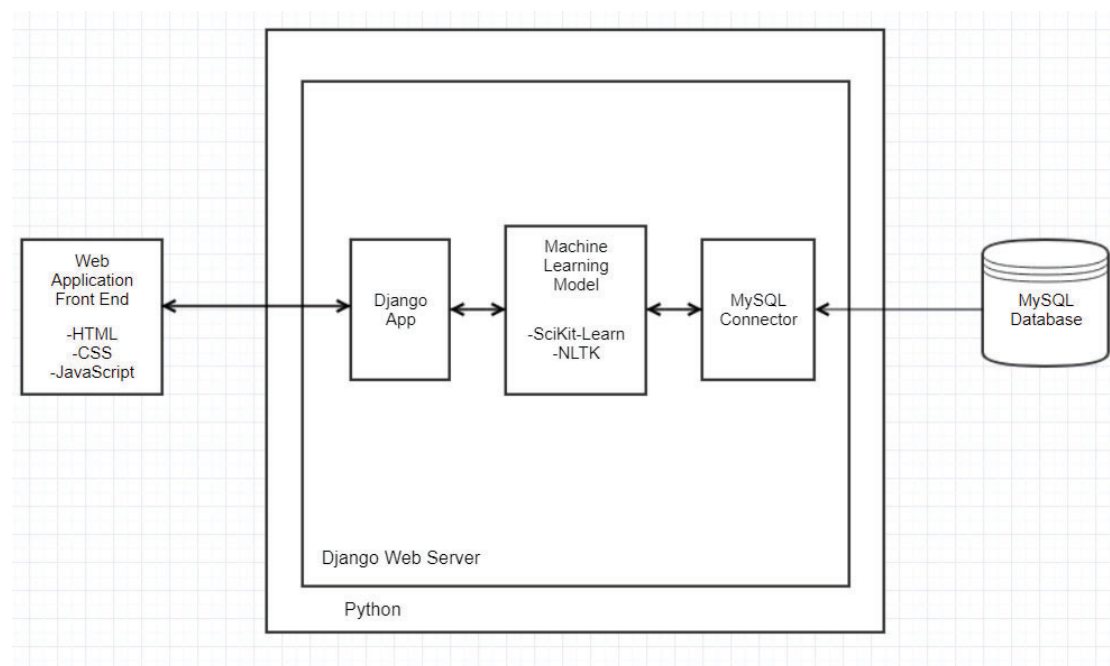 Web
Application
Front End
-HTML
-CSS
-JavaScript
Django
App
Machine
Learning
Model
-SciKit-Learn
-NLTK
MySQL
Connector
MySQL
Database
Django Web Server
Python